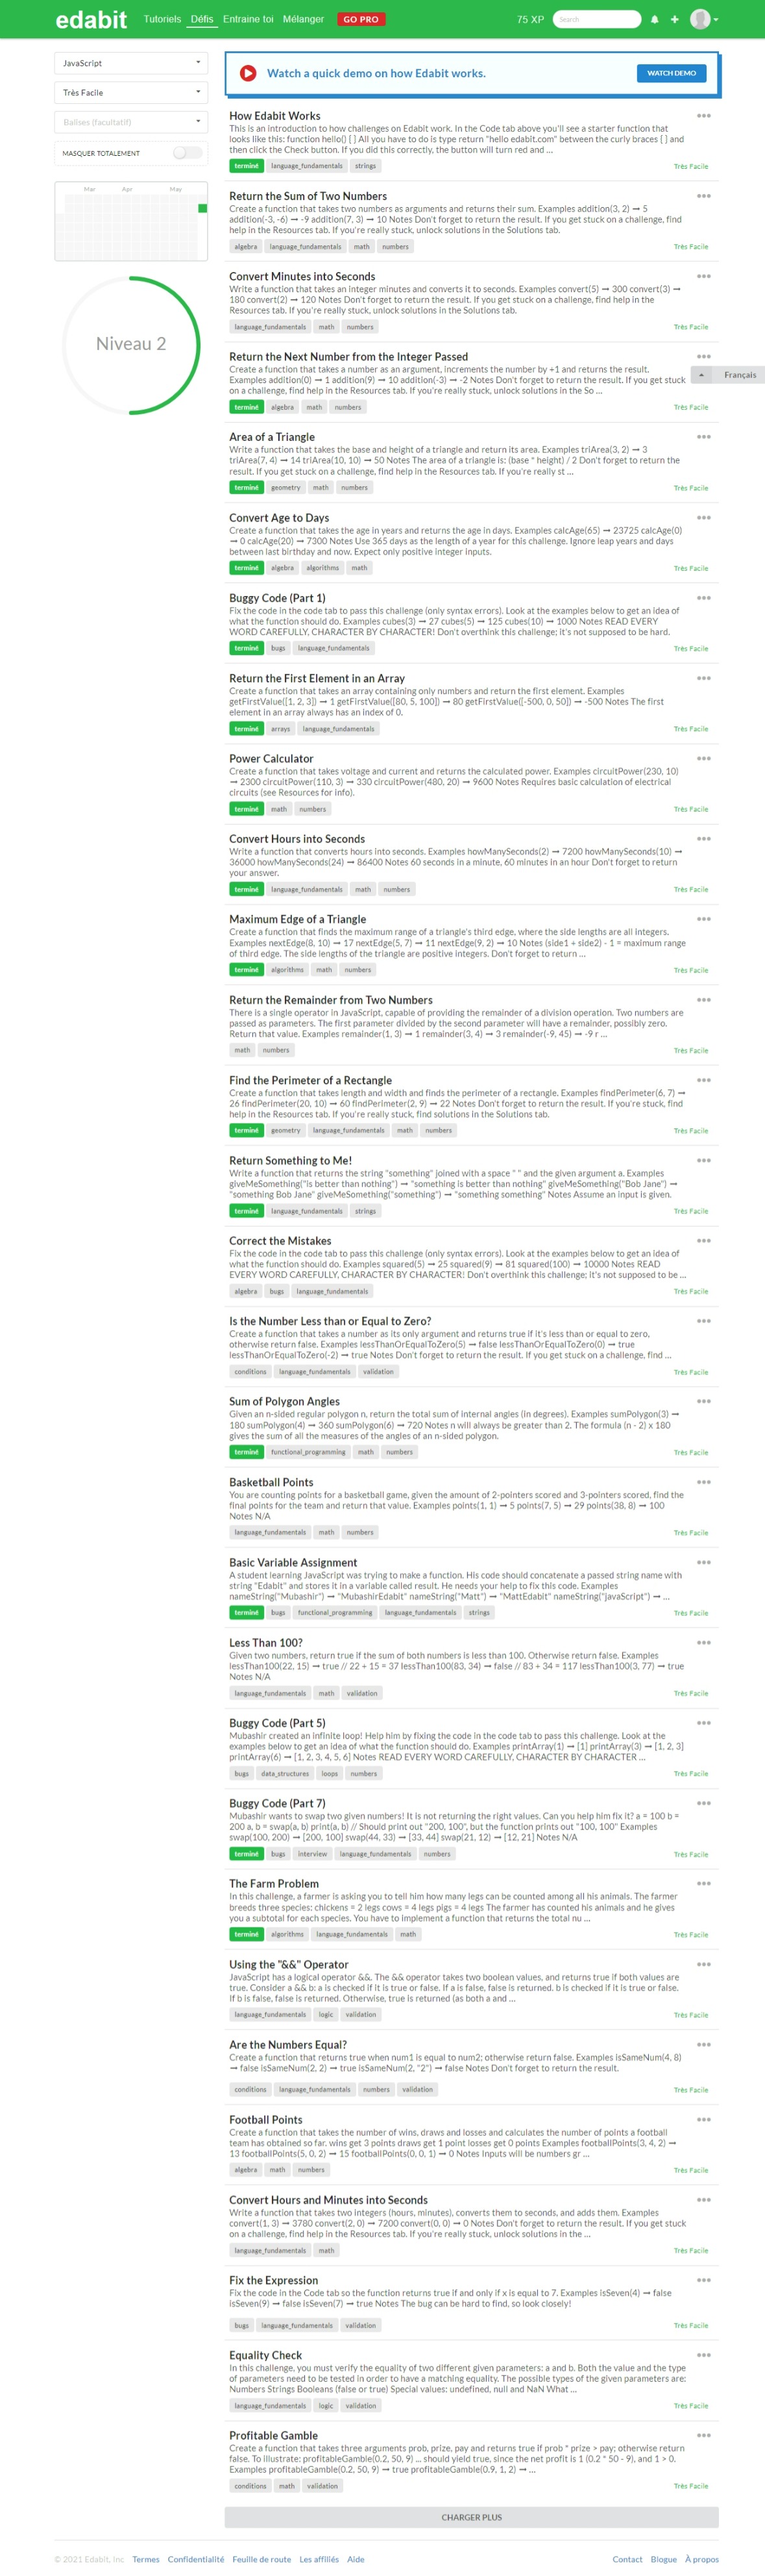 edabit Tutoriels Défis Entraine toi Mélanger GO PRO 75 XP Search
JavaScript
Très Facile
Balises (facultatif)
MASQUER TOTALEMENT
Mar Apr May
Niveau 2
Français
Watch a quick demo on how Edabit works. WATCH DEMO
How Edabit Works
This is an introduction to how challenges on Edabit work. In the Code tab above you'll see a starter function that
looks like this: function hello() { } All you have to do is type return "hello edabit.com" between the curly braces { } and
then click the Check button. If you did this correctly, the button will turn red and ...
terminé language_fundamentals strings Très Facile
Return the Sum of Two Numbers
Create a function that takes two numbers as arguments and returns their sum. Examples addition(3, 2) ➞ 5
addition(-3, -6) ➞ -9 addition(7, 3) ➞ 10 Notes Don't forget to return the result. If you get stuck on a challenge, find
help in the Resources tab. If you're really stuck, unlock solutions in the Solutions tab.
algebra language_fundamentals math numbers Très Facile
Convert Minutes into Seconds
Write a function that takes an integer minutes and converts it to seconds. Examples convert(5) ➞ 300 convert(3) ➞
180 convert(2) ➞ 120 Notes Don't forget to return the result. If you get stuck on a challenge, find help in the
Resources tab. If you're really stuck, unlock solutions in the Solutions tab.
language_fundamentals math numbers Très Facile
Return the Next Number from the Integer Passed
Create a function that takes a number as an argument, increments the number by +1 and returns the result.
Examples addition(0) ➞ 1 addition(9) ➞ 10 addition(-3) ➞ -2 Notes Don't forget to return the result. If you get stuck
on a challenge, find help in the Resources tab. If you're really stuck, unlock solutions in the So ...
terminé algebra math numbers Très Facile
Area of a Triangle
Write a function that takes the base and height of a triangle and return its area. Examples triArea(3, 2) ➞ 3
triArea(7, 4) ➞ 14 triArea(10, 10) ➞ 50 Notes The area of a triangle is: (base * height) / 2 Don't forget to return the
result. If you get stuck on a challenge, find help in the Resources tab. If you're really st ...
terminé geometry math numbers Très Facile
Convert Age to Days
Create a function that takes the age in years and returns the age in days. Examples calcAge(65) ➞ 23725 calcAge(0)
➞ 0 calcAge(20) ➞ 7300 Notes Use 365 days as the length of a year for this challenge. Ignore leap years and days
between last birthday and now. Expect only positive integer inputs.
terminé algebra algorithms math Très Facile
Buggy Code (Part 1)
Fix the code in the code tab to pass this challenge (only syntax errors). Look at the examples below to get an idea of
what the function should do. Examples cubes(3) ➞ 27 cubes(5) ➞ 125 cubes(10) ➞ 1000 Notes READ EVERY
WORD CAREFULLY, CHARACTER BY CHARACTER! Don't overthink this challenge; it's not supposed to be hard.
terminé bugs language_fundamentals Très Facile
Return the First Element in an Array
Create a function that takes an array containing only numbers and return the first element. Examples
getFirstValue([1, 2, 3]) ➞ 1 getFirstValue([80, 5, 100]) ➞ 80 getFirstValue([-500, 0, 50]) ➞ -500 Notes The first
element in an array always has an index of 0.
terminé arrays language_fundamentals Très Facile
Power Calculator
Create a function that takes voltage and current and returns the calculated power. Examples circuitPower(230, 10)
➞ 2300 circuitPower(110, 3) ➞ 330 circuitPower(480, 20) ➞ 9600 Notes Requires basic calculation of electrical
circuits (see Resources for info).
terminé math numbers Très Facile
Convert Hours into Seconds
Write a function that converts hours into seconds. Examples howManySeconds(2) ➞ 7200 howManySeconds(10) ➞
36000 howManySeconds(24) ➞ 86400 Notes 60 seconds in a minute, 60 minutes in an hour Don't forget to return
your answer.
terminé language_fundamentals math numbers Très Facile
Maximum Edge of a Triangle
Create a function that finds the maximum range of a triangle's third edge, where the side lengths are all integers.
Examples nextEdge(8, 10) ➞ 17 nextEdge(5, 7) ➞ 11 nextEdge(9, 2) ➞ 10 Notes (side1 + side2) - 1 = maximum range
of third edge. The side lengths of the triangle are positive integers. Don't forget to return ...
terminé algorithms math numbers Très Facile
Return the Remainder from Two Numbers
There is a single operator in JavaScript, capable of providing the remainder of a division operation. Two numbers are
passed as parameters. The first parameter divided by the second parameter will have a remainder, possibly zero.
Return that value. Examples remainder(1, 3) ➞ 1 remainder(3, 4) ➞ 3 remainder(-9, 45) ➞ -9 r ...
math numbers Très Facile
Find the Perimeter of a Rectangle
Create a function that takes length and width and finds the perimeter of a rectangle. Examples findPerimeter(6, 7) ➞
26 findPerimeter(20, 10) ➞ 60 findPerimeter(2, 9) ➞ 22 Notes Don't forget to return the result. If you're stuck, find
help in the Resources tab. If you're really stuck, find solutions in the Solutions tab.
terminé geometry language_fundamentals math numbers Très Facile
Return Something to Me!
Write a function that returns the string "something" joined with a space " " and the given argument a. Examples
giveMeSomething("is better than nothing") ➞ "something is better than nothing" giveMeSomething("Bob Jane") ➞
"something Bob Jane" giveMeSomething("something") ➞ "something something" Notes Assume an input is given.
terminé language_fundamentals strings Très Facile
Correct the Mistakes
Fix the code in the code tab to pass this challenge (only syntax errors). Look at the examples below to get an idea of
what the function should do. Examples squared(5) ➞ 25 squared(9) ➞ 81 squared(100) ➞ 10000 Notes READ
EVERY WORD CAREFULLY, CHARACTER BY CHARACTER! Don't overthink this challenge; it's not supposed to be ...
algebra bugs language_fundamentals Très Facile
Is the Number Less than or Equal to Zero?
Create a function that takes a number as its only argument and returns true if it's less than or equal to zero,
otherwise return false. Examples lessThanOrEqualToZero(5) ➞ false lessThanOrEqualToZero(0) ➞ true
lessThanOrEqualToZero(-2) ➞ true Notes Don't forget to return the result. If you get stuck on a challenge, find ...
conditions language_fundamentals validation Très Facile
Sum of Polygon Angles
Given an n-sided regular polygon n, return the total sum of internal angles (in degrees). Examples sumPolygon(3) ➞
180 sumPolygon(4) ➞ 360 sumPolygon(6) ➞ 720 Notes n will always be greater than 2. The formula (n - 2) x 180
gives the sum of all the measures of the angles of an n-sided polygon.
terminé functional_programming math numbers Très Facile
Basketball Points
You are counting points for a basketball game, given the amount of 2-pointers scored and 3-pointers scored, find the
final points for the team and return that value. Examples points(1, 1) ➞ 5 points(7, 5) ➞ 29 points(38, 8) ➞ 100
Notes N/A
language_fundamentals math numbers Très Facile
Basic Variable Assignment
A student learning JavaScript was trying to make a function. His code should concatenate a passed string name with
string "Edabit" and stores it in a variable called result. He needs your help to fix this code. Examples
nameString("Mubashir") ➞ "MubashirEdabit" nameString("Matt") ➞ "MattEdabit" nameString("javaScript") ➞ ...
terminé bugs functional_programming language_fundamentals strings Très Facile
Less Than 100?
Given two numbers, return true if the sum of both numbers is less than 100. Otherwise return false. Examples
lessThan100(22, 15) ➞ true // 22 + 15 = 37 lessThan100(83, 34) ➞ false // 83 + 34 = 117 lessThan100(3, 77) ➞ true
Notes N/A
language_fundamentals math validation Très Facile
Buggy Code (Part 5)
Mubashir created an infinite loop! Help him by fixing the code in the code tab to pass this challenge. Look at the
examples below to get an idea of what the function should do. Examples printArray(1) ➞ [1] printArray(3) ➞ [1, 2, 3]
printArray(6) ➞ [1, 2, 3, 4, 5, 6] Notes READ EVERY WORD CAREFULLY, CHARACTER BY CHARACTER ...
bugs data_structures loops numbers Très Facile
Buggy Code (Part 7)
Mubashir wants to swap two given numbers! It is not returning the right values. Can you help him fix it? a = 100 b =
200 a, b = swap(a, b) print(a, b) // Should print out "200, 100", but the function prints out "100, 100" Examples
swap(100, 200) ➞ [200, 100] swap(44, 33) ➞ [33, 44] swap(21, 12) ➞ [12, 21] Notes N/A
terminé bugs interview language_fundamentals numbers Très Facile
The Farm Problem
In this challenge, a farmer is asking you to tell him how many legs can be counted among all his animals. The farmer
breeds three species: chickens = 2 legs cows = 4 legs pigs = 4 legs The farmer has counted his animals and he gives
you a subtotal for each species. You have to implement a function that returns the total nu ...
terminé algorithms language_fundamentals math Très Facile
Using the "&&" Operator
JavaScript has a logical operator &&. The && operator takes two boolean values, and returns true if both values are
true. Consider a && b: a is checked if it is true or false. If a is false, false is returned. b is checked if it is true or false.
If b is false, false is returned. Otherwise, true is returned (as both a and ...
language_fundamentals logic validation Très Facile
Are the Numbers Equal?
Create a function that returns true when num1 is equal to num2; otherwise return false. Examples isSameNum(4, 8)
➞ false isSameNum(2, 2) ➞ true isSameNum(2, "2") ➞ false Notes Don't forget to return the result.
conditions language_fundamentals numbers validation Très Facile
Football Points
Create a function that takes the number of wins, draws and losses and calculates the number of points a football
team has obtained so far. wins get 3 points draws get 1 point losses get 0 points Examples footballPoints(3, 4, 2) ➞
13 footballPoints(5, 0, 2) ➞ 15 footballPoints(0, 0, 1) ➞ 0 Notes Inputs will be numbers gr ...
algebra math numbers Très Facile
Convert Hours and Minutes into Seconds
Write a function that takes two integers (hours, minutes), converts them to seconds, and adds them. Examples
convert(1, 3) ➞ 3780 convert(2, 0) ➞ 7200 convert(0, 0) ➞ 0 Notes Don't forget to return the result. If you get stuck
on a challenge, find help in the Resources tab. If you're really stuck, unlock solutions in the ...
language_fundamentals math Très Facile
Fix the Expression
Fix the code in the Code tab so the function returns true if and only if x is equal to 7. Examples isSeven(4) ➞ false
isSeven(9) ➞ false isSeven(7) ➞ true Notes The bug can be hard to find, so look closely!
bugs language_fundamentals validation Très Facile
Equality Check
In this challenge, you must verify the equality of two different given parameters: a and b. Both the value and the type
of parameters need to be tested in order to have a matching equality. The possible types of the given parameters are:
Numbers Strings Booleans (false or true) Special values: undefined, null and NaN What ...
language_fundamentals logic validation Très Facile
Profitable Gamble
Create a function that takes three arguments prob, prize, pay and returns true if prob * prize > pay; otherwise return
false. To illustrate: profitableGamble(0.2, 50, 9) ... should yield true, since the net profit is 1 (0.2 * 50 - 9), and 1 > 0.
Examples profitableGamble(0.2, 50, 9) ➞ true profitableGamble(0.9, 1, 2) ➞ ...
conditions math validation Très Facile
CHARGER PLUS
© 2021 Edabit, Inc Termes Confidentialité Feuille de route Les affiliés Aide Contact Blogue À propos